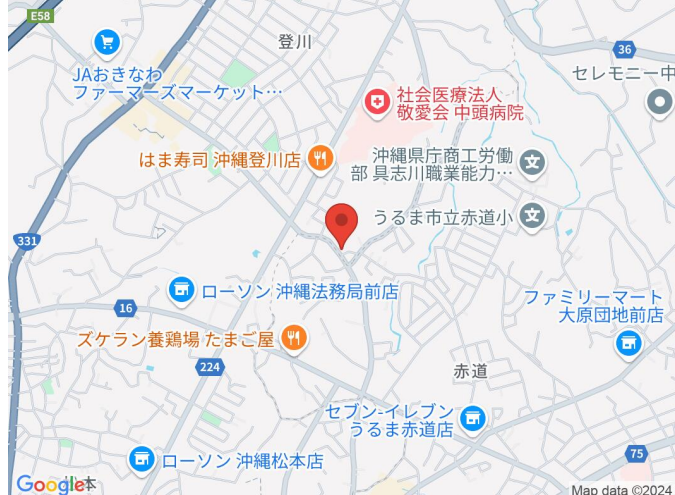 E58
登川
36
JAおきなわ
ファーマーズマーケット…
セレモニー中
社会医療法人
敬愛会 中頭病院
はま寿司 沖縄登川店
沖縄県庁商工労働
部 具志川職業能力…
うるま市立赤道小
331
ローソン 沖縄法務局前店
16
ファミリーマート
大原団地前店
ズケラン養鶏場 たまご屋
224
赤道
セブン-イレブン
うるま赤道店
ローソン 沖縄松本店
75
Google
本
Map data ©2024